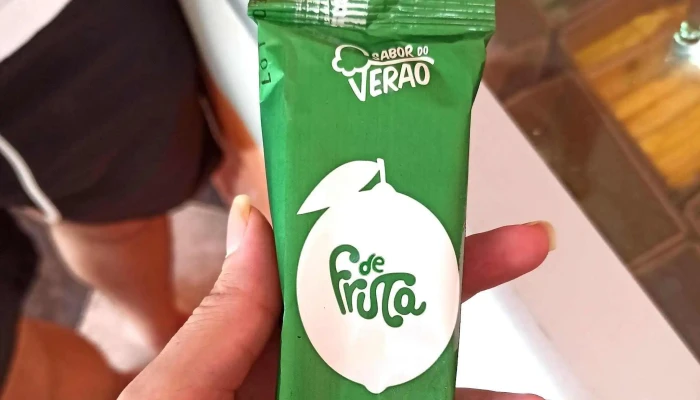 SABOR DO
VERÃO
de
Fruta